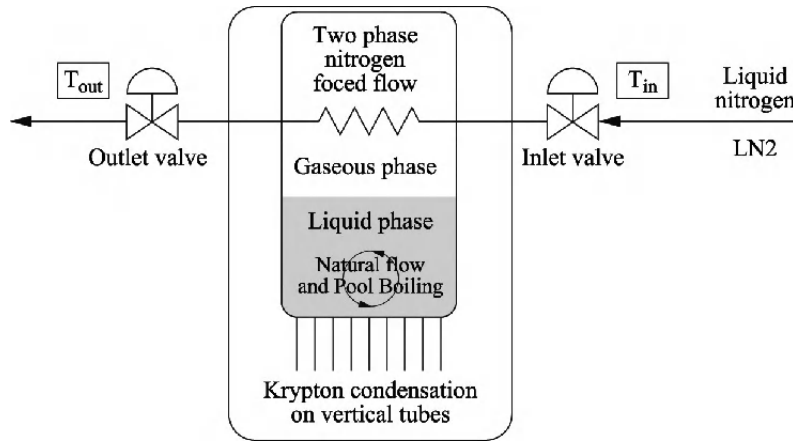 Two phase
nitrogen
foced flow
T_out
T_in
Liquid
nitrogen
Outlet valve
Inlet valve
LN2
Gaseous phase
Liquid phase
Natural flow
and Pool Boiling
Krypton condensation
on vertical tubes